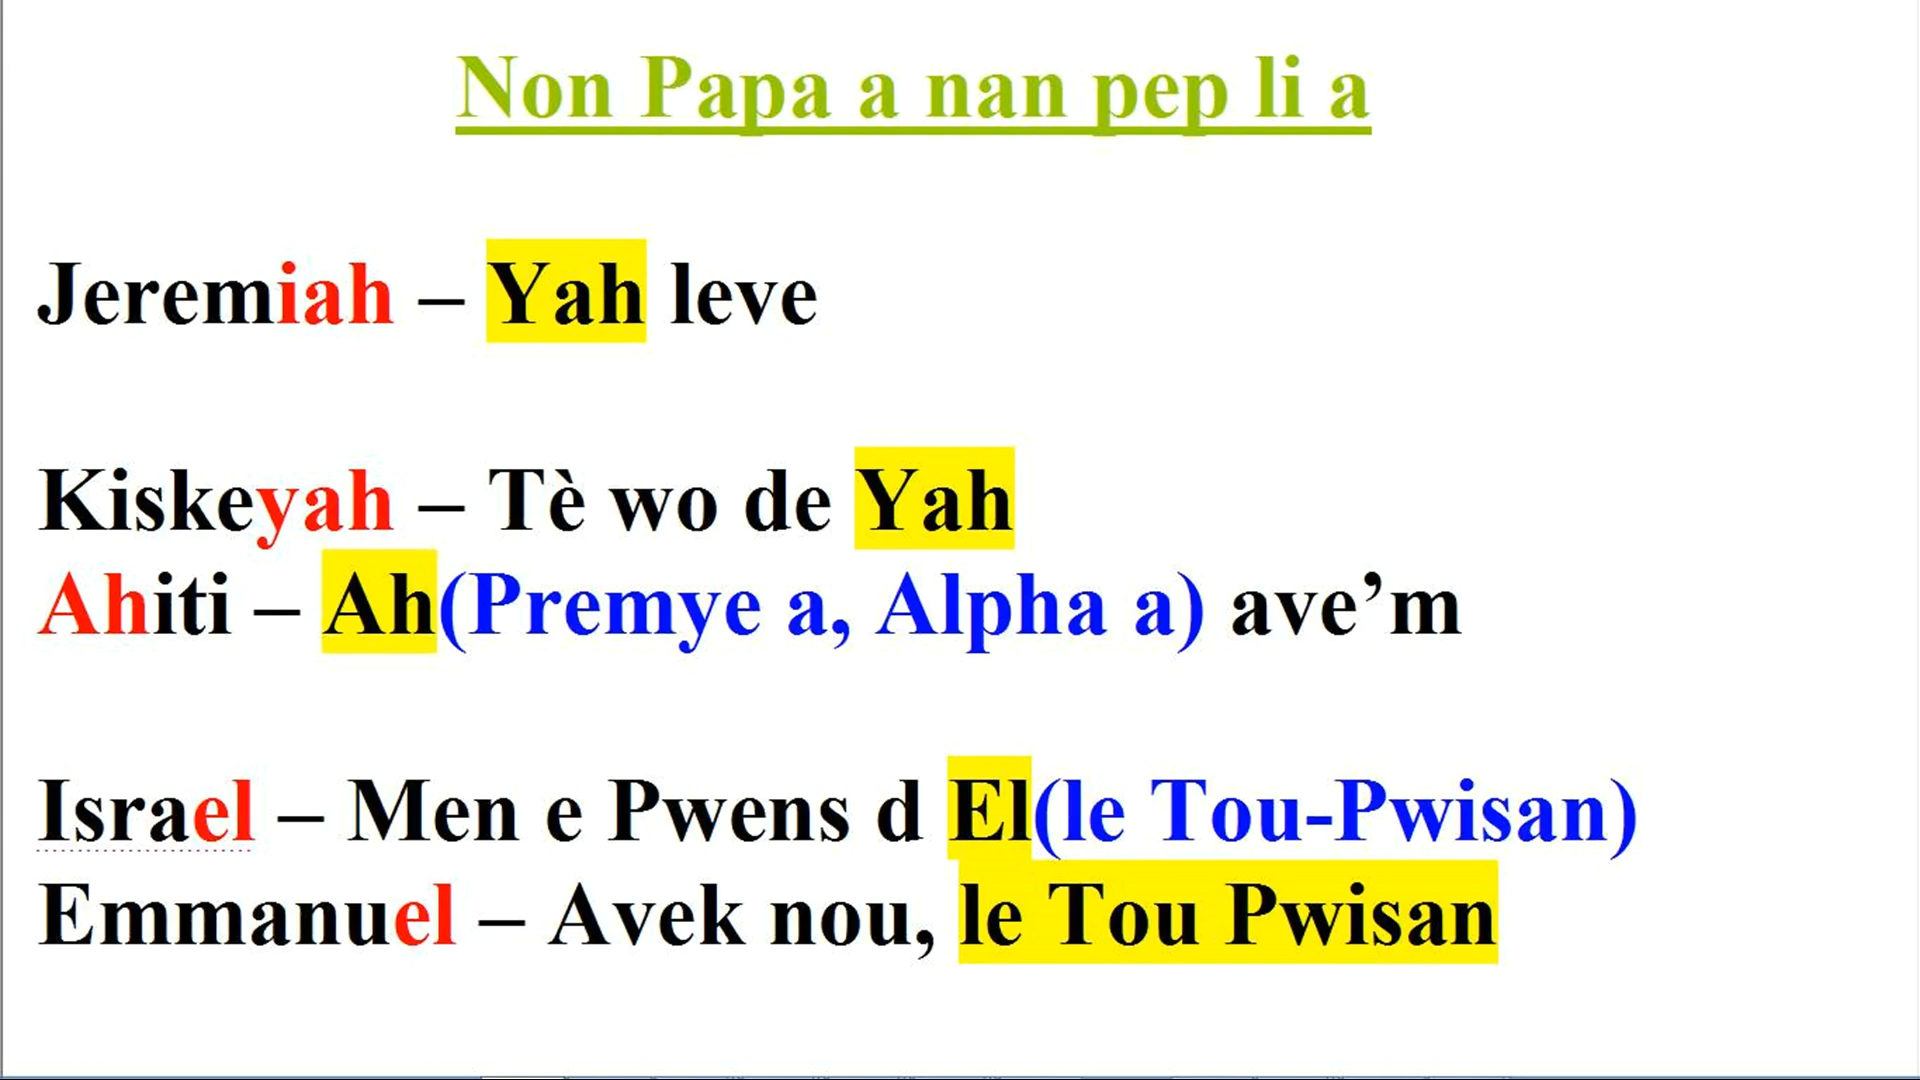 Non Papa a nan pep li a
Jeremiah – Yah leve
Kiskeyah – Tè wo de Yah
Ahiti – Ah(Premye a, Alpha a) ave’m
Israel – Men e Pwens d El(le Tou-Pwisan)
Emmanuel – Avek nou, le Tou Pwisan